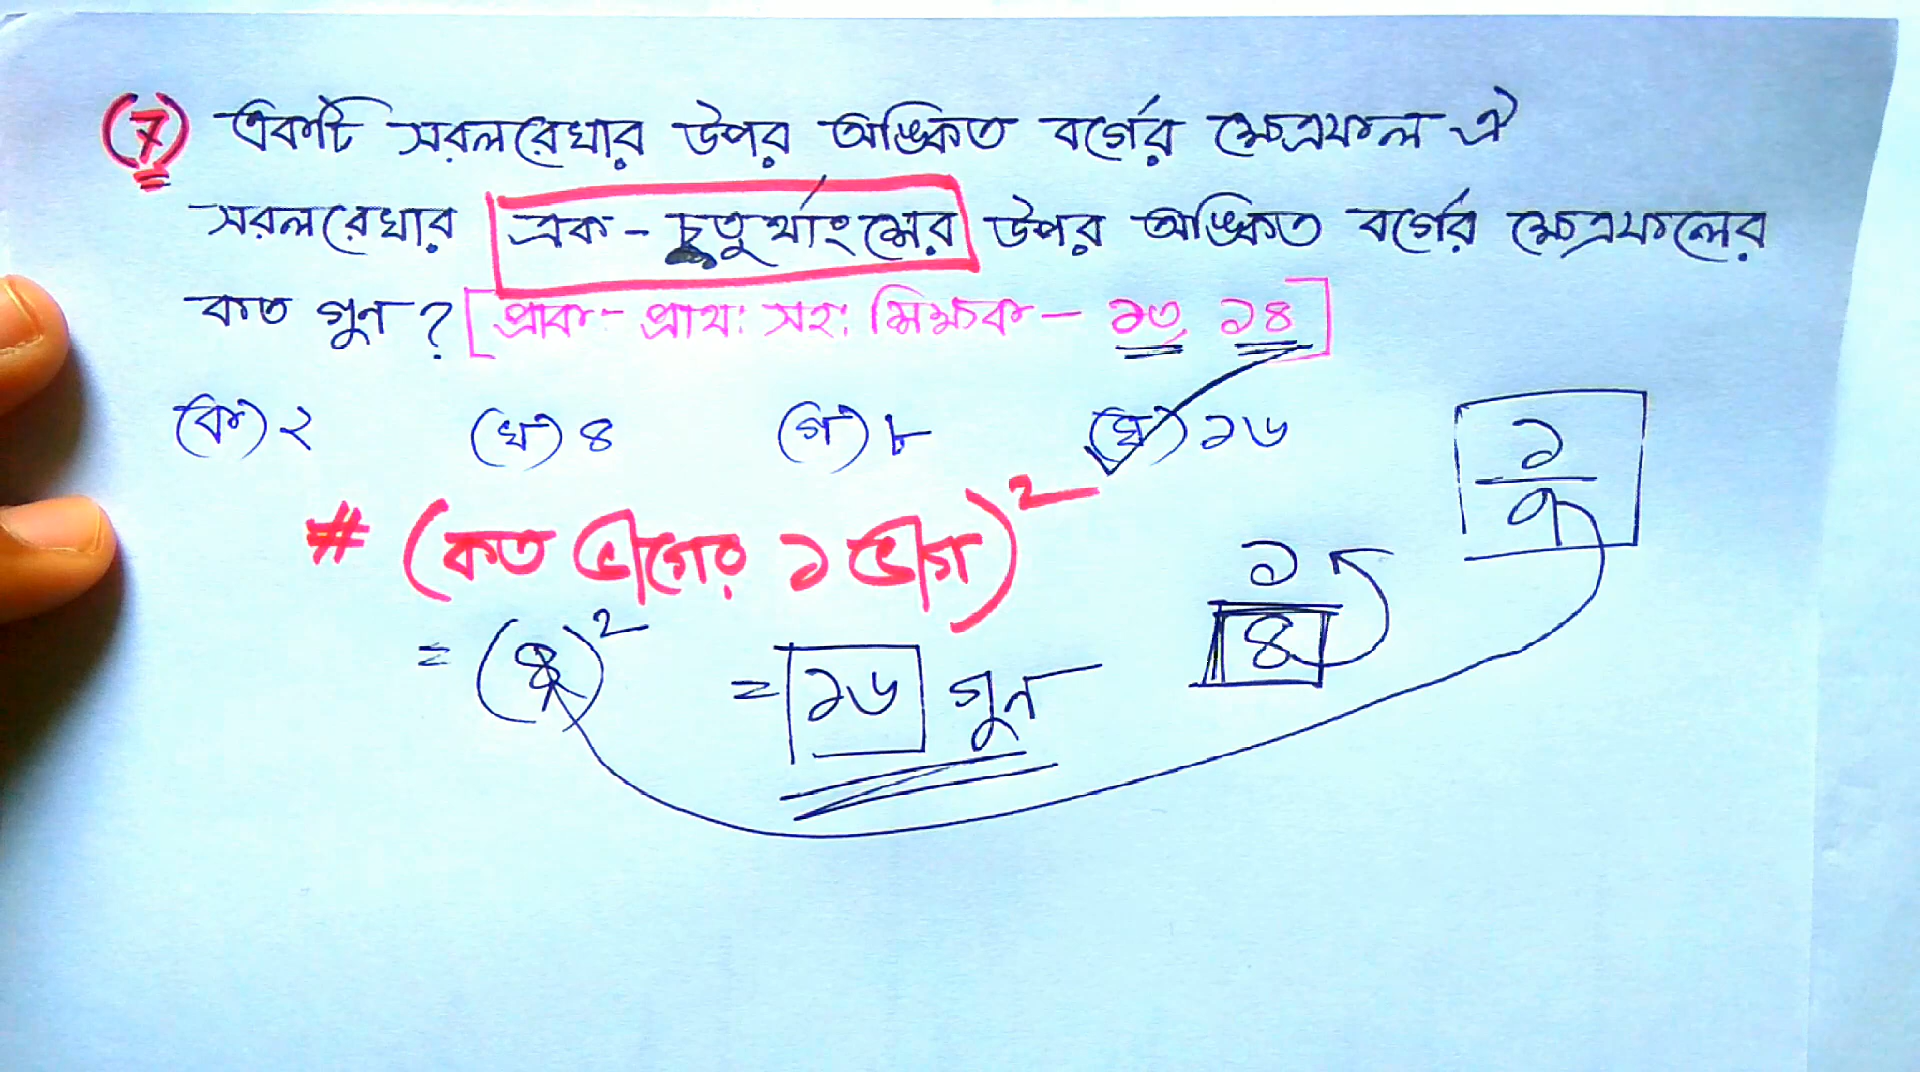 (7) একটি সরলরেখার উপর অঙ্কিত বর্গের ক্ষেত্রফল ঐ
সরলরেখার এক-চতুর্থাংশের উপর অঙ্কিত বর্গের ক্ষেত্রফলের
কত গুন ? [প্রাক-প্রাথঃ সহঃ শিক্ষক - ১৩, ১৪]
(ক) ২ (খ) ৪ (গ) ৮ (ঘ) ১৬
১/৭
# (কত ভাগের ১ ভাগ)²
১/৪
= (৪)² = ১৬ গুন